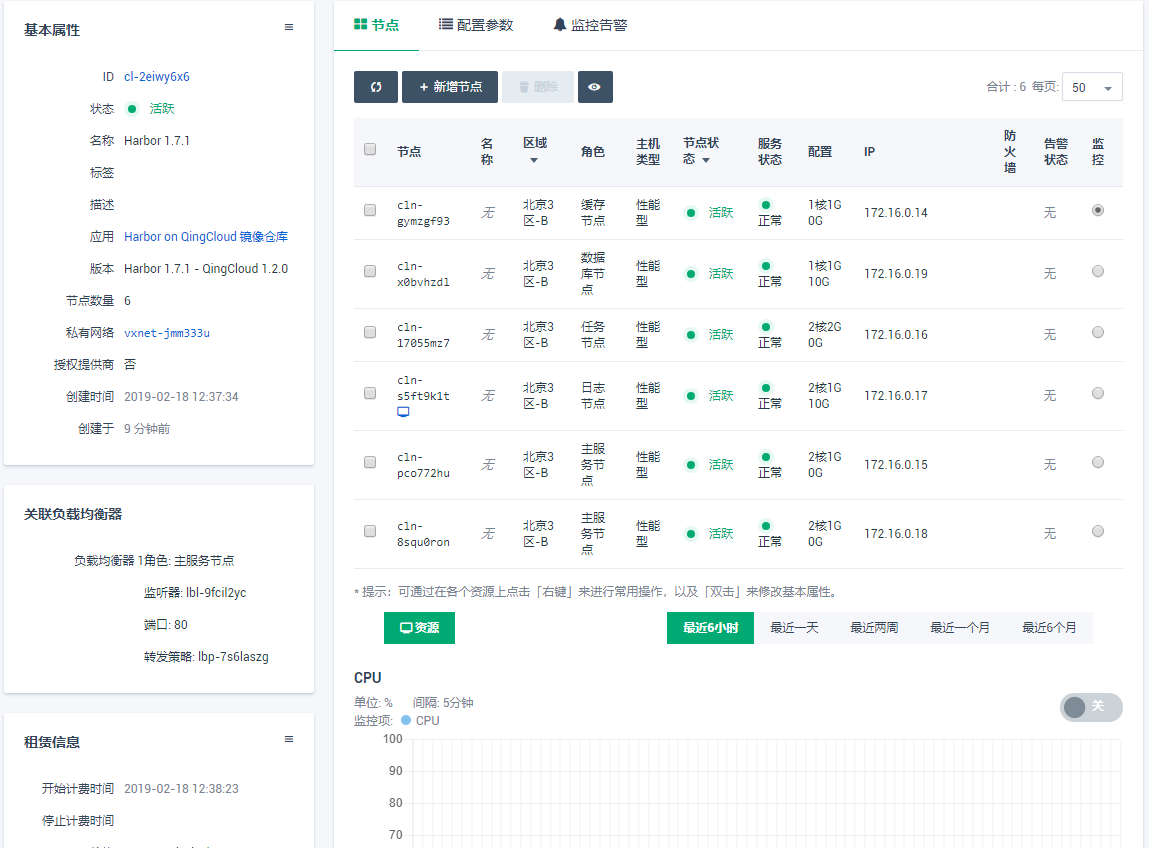 基本属性
ID cl-2eiwy6x6
状态 活跃
名称 Harbor 1.7.1
标签
描述
应用 Harbor on QingCloud 镜像仓库
版本 Harbor 1.7.1 - QingCloud 1.2.0
节点数量 6
私有网络 vxnet-jmm333u
授权提供商 否
创建时间 2019-02-18 12:37:34
创建于 9 分钟前
关联负载均衡器
负载均衡器 1角色: 主服务节点
监听器: lbl-9fcil2yc
端口: 80
转发策略: lbp-7s6laszg
租赁信息
开始计费时间 2019-02-18 12:38:23
停止计费时间
节点 配置参数 监控告警
新增节点 删除 合计 : 6 每页: 50
节点 名称 区域 角色 主机类型 节点状态 服务状态 配置 IP 防火墙 告警状态 监控
cln-gymzgf93 无 北京3区-B 缓存节点 性能型 活跃 正常 1核1G 0G 172.16.0.14 无
cln-x0bvhzdl 无 北京3区-B 数据库节点 性能型 活跃 正常 1核1G 10G 172.16.0.19 无
cln-17055mz7 无 北京3区-B 任务节点 性能型 活跃 正常 2核2G 0G 172.16.0.16 无
cln-s5ft9k1t 无 北京3区-B 日志节点 性能型 活跃 正常 2核1G 10G 172.16.0.17 无
cln-pco772hu 无 北京3区-B 主服务节点 性能型 活跃 正常 2核1G 0G 172.16.0.15 无
cln-8squ0ron 无 北京3区-B 主服务节点 性能型 活跃 正常 2核1G 0G 172.16.0.18 无
* 提示：可通过在各个资源上点击「右键」来进行常用操作，以及「双击」来修改基本属性。
资源 最近6小时 最近一天 最近两周 最近一个月 最近6个月
CPU
单位: % 间隔: 5分钟 关
监控项: CPU
100
90
80
70